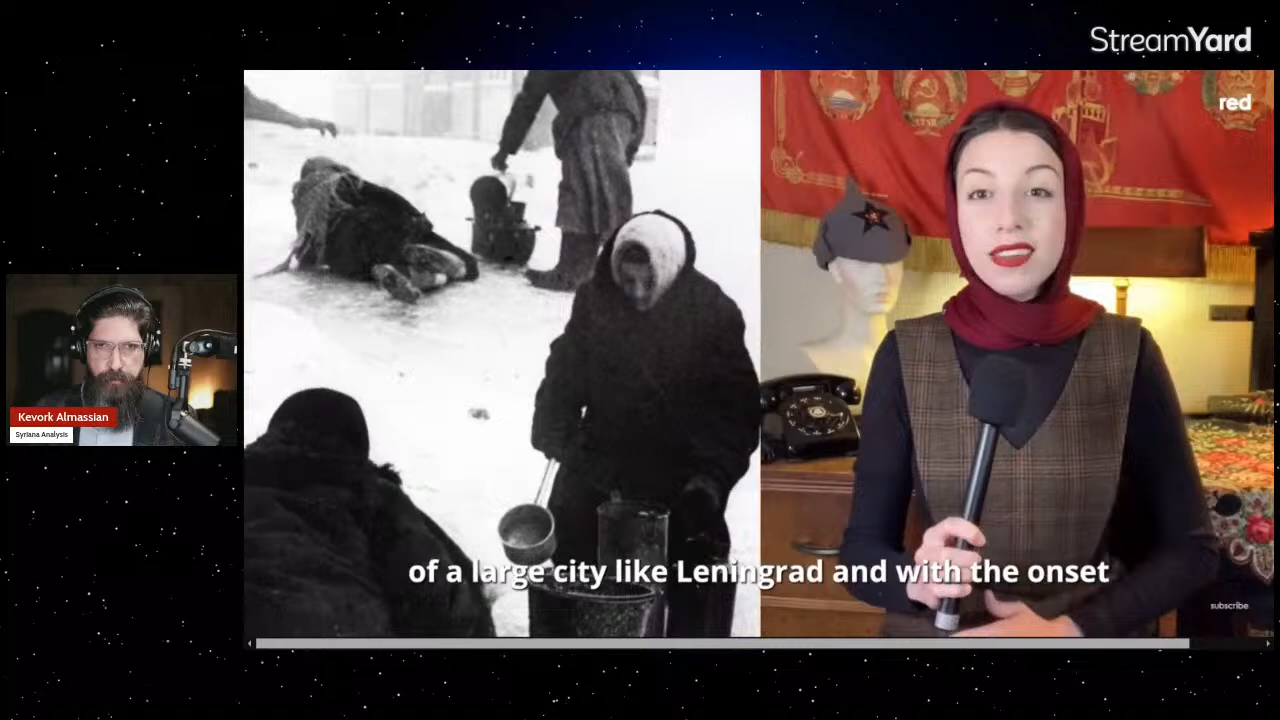 StreamYard
red
Kevork Almassian
Syriana Analysis
of a large city like Leningrad and with the onset
subscribe